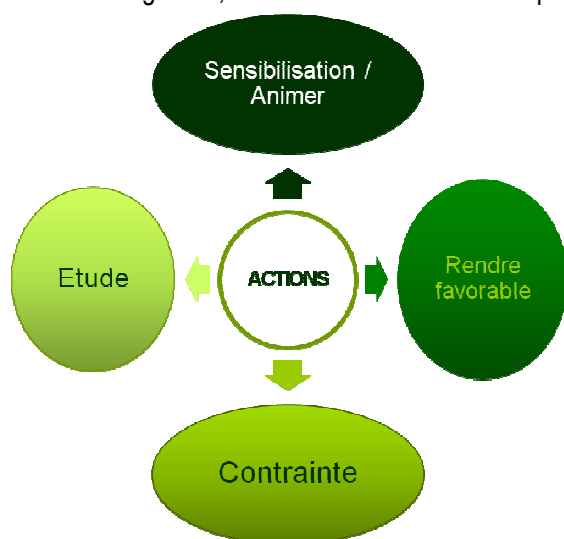 Sensibilisation /
Animer
Etude
ACTIONS
Rendre
favorable
Contrainte